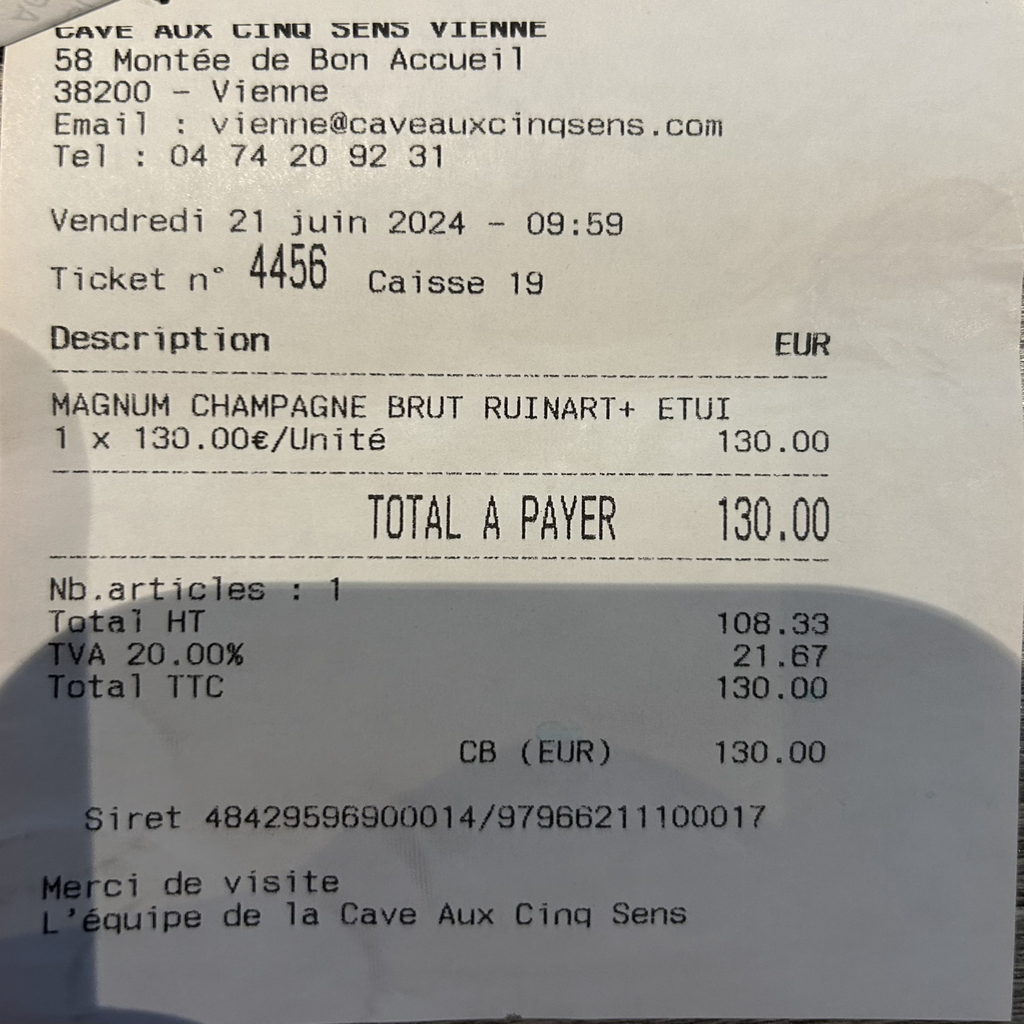 CAVE AUX CINQ SENS VIENNE
58 Montée de Bon Accueil
38200 - Vienne
Email : vienne@caveauxcinqsens.com
Tel : 04 74 20 92 31
Vendredi 21 juin 2024 - 09:59
Ticket n° 4456 Caisse 19
Description EUR
MAGNUM CHAMPAGNE BRUT RUINART+ ETUI
1 x 130.00€/Unité 130.00
TOTAL A PAYER 130.00
Nb.articles : 1
Total HT 108.33
TVA 20.00% 21.67
Total TTC 130.00
CB (EUR) 130.00
Siret 48429596900014/97966211100017
Merci de visite
L'équipe de la Cave Aux Cinq Sens